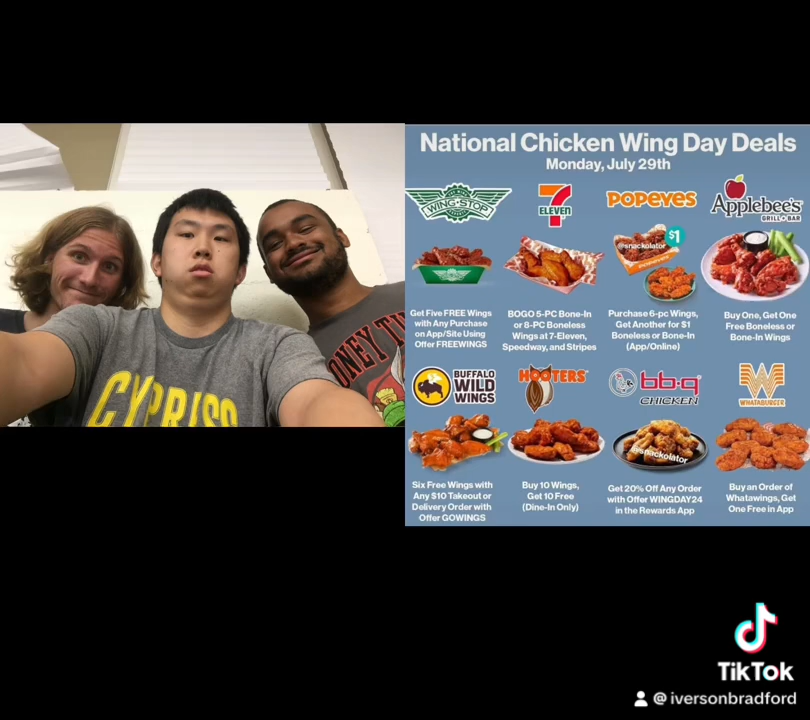 National Chicken Wing Day Deals
Monday, July 29th
WING·STOP
7
ELEVEN
POPEYES
Applebee's
GRILL + BAR
$1
@snackolator
Get Five FREE Wings
with Any Purchase
on App/Site Using
Offer FREEWINGS
BOGO 5-PC Bone-In
or 8-PC Boneless
Wings at 7-Eleven,
Speedway, and Stripes
Purchase 6-pc Wings,
Get Another for $1
Boneless or Bone-In
(App/Online)
Buy One, Get One
Free Boneless or
Bone-In Wings
BUFFALO
WILD
WINGS
HOOTERS
bb.q
CHICKEN
WHATABURGER
@snackolator
Six Free Wings with
Any $10 Takeout or
Delivery Order with
Offer GOWINGS
Buy 10 Wings,
Get 10 Free
(Dine-In Only)
Get 20% Off Any Order
with Offer WINGDAY24
in the Rewards App
Buy an Order of
Whatawings, Get
One Free in App
CYPRESS
TikTok
@iversonbradford